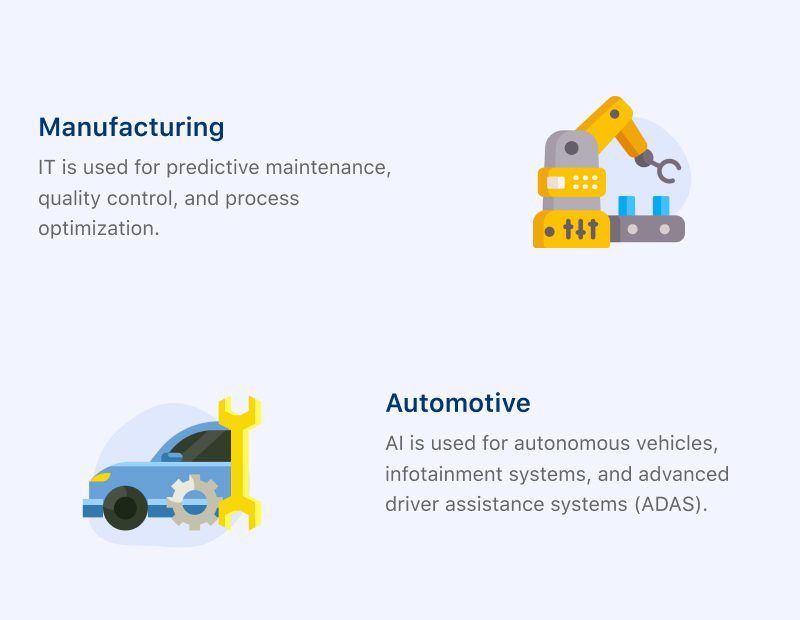 Manufacturing
IT is used for predictive maintenance,
quality control, and process
optimization.
Automotive
AI is used for autonomous vehicles,
infotainment systems, and advanced
driver assistance systems (ADAS).